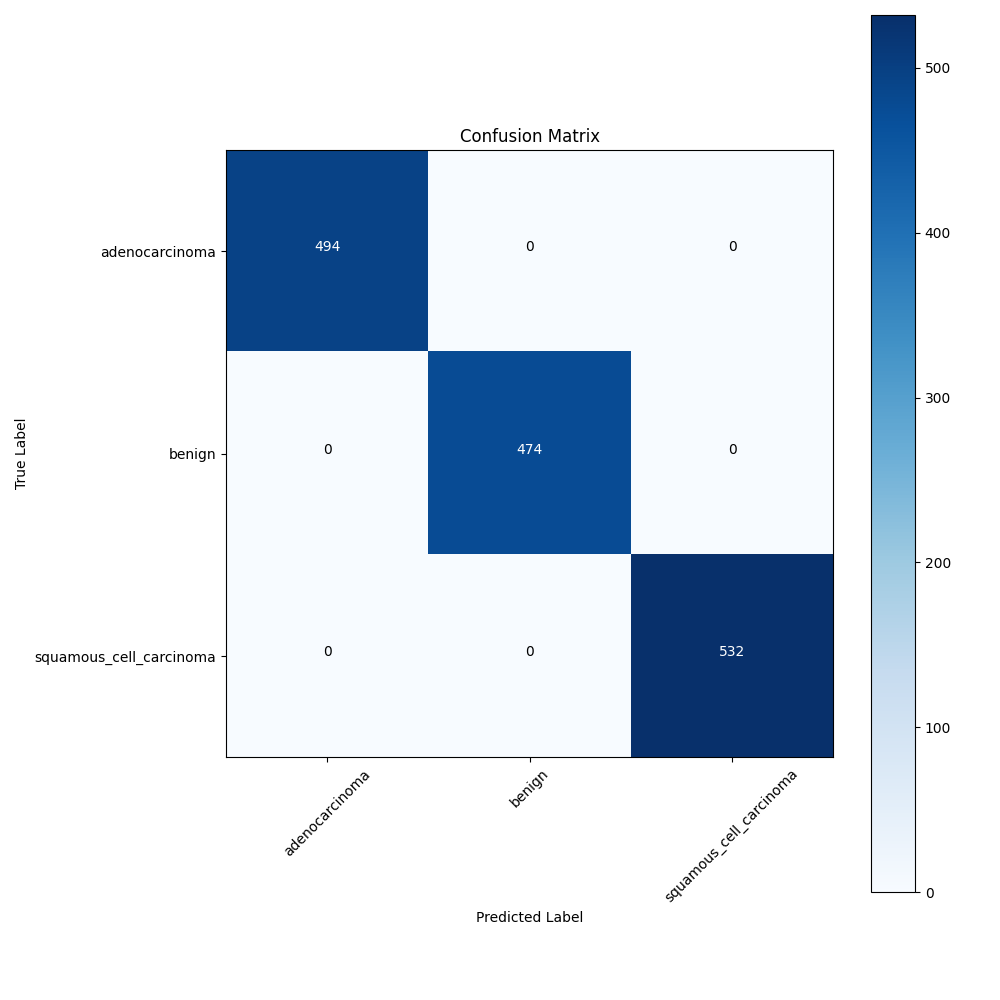 Confusion Matrix
True Label
adenocarcinoma
494 0 0
benign
0 474 0
squamous_cell_carcinoma
0 0 532
adenocarcinoma
benign
squamous_cell_carcinoma
Predicted Label
500
400
300
200
100
0